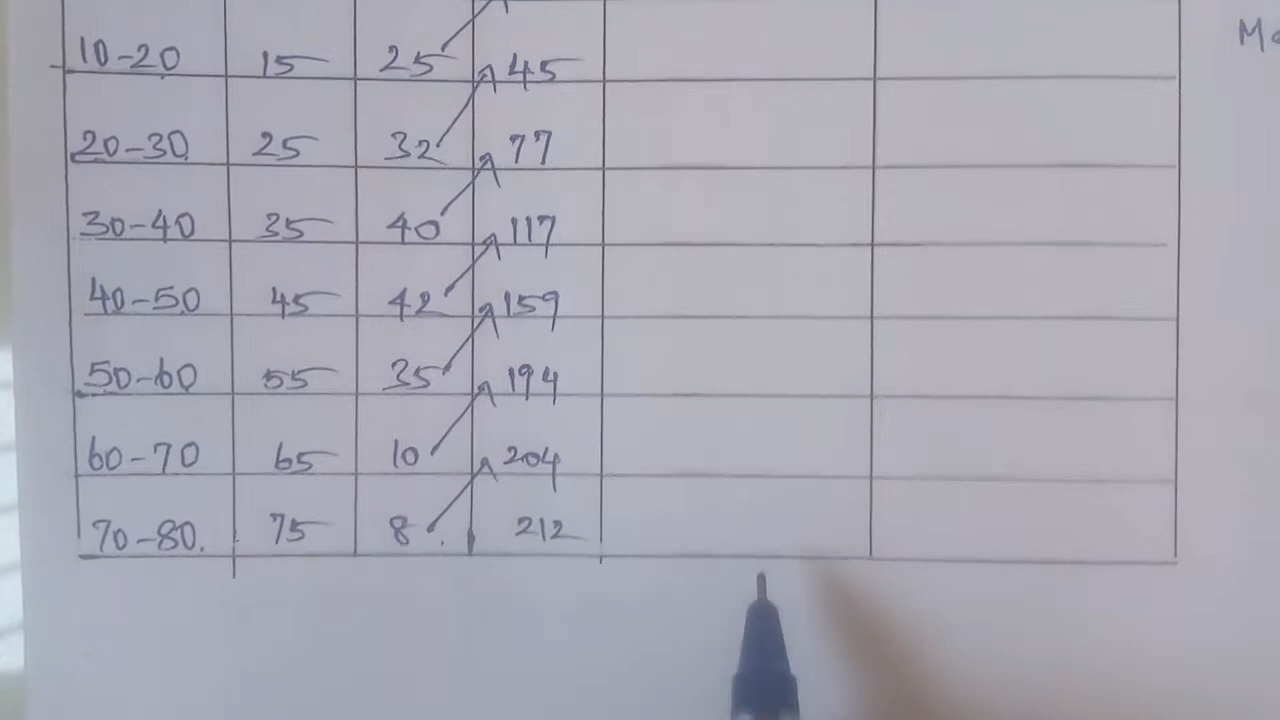 10-20 15 25 45
20-30 25 32 77
30-40 35 40 117
40-50 45 42 159
50-60 55 35 194
60-70 65 10 204
70-80. 75 8. 212